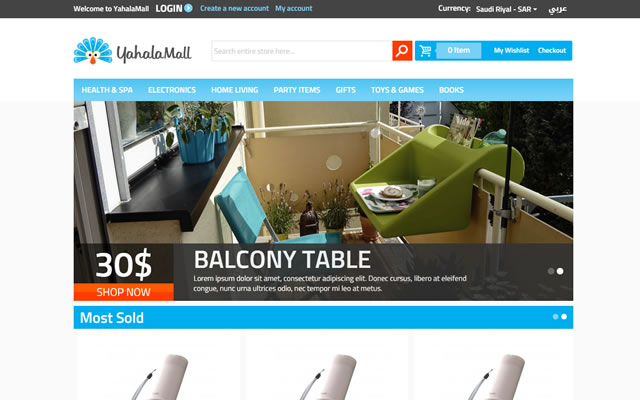 Welcome to YahalaMall LOGIN Create a new account My account Currency: Saudi Riyal - SAR عربي
YahalaMall
Search entire store here...
0 Item My Wishlist Checkout
HEALTH & SPA ELECTRONICS HOME LIVING PARTY ITEMS GIFTS TOYS & GAMES BOOKS
30$
SHOP NOW
BALCONY TABLE
Lorem ipsum dolor sit amet, consectetur adipiscing elit. Donec cursus, libero at eleifend
congue, nunc urna ultrices odio, nec tempor mi leo at metus.
Most Sold